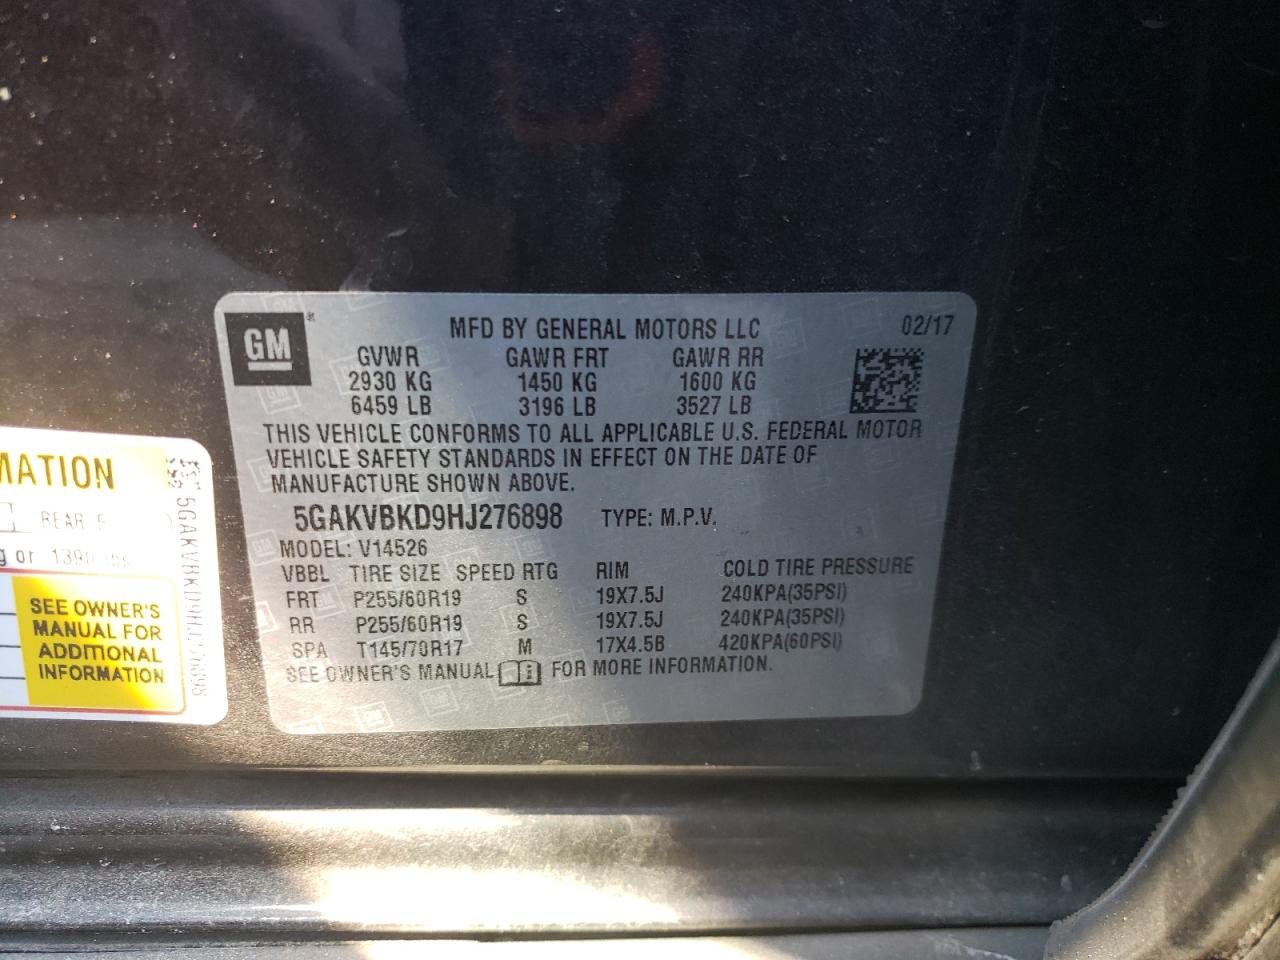 GM
MFD BY GENERAL MOTORS LLC 02/17
GVWR GAWR FRT GAWR RR
2930 KG 1450 KG 1600 KG
6459 LB 3196 LB 3527 LB
THIS VEHICLE CONFORMS TO ALL APPLICABLE U.S. FEDERAL MOTOR
VEHICLE SAFETY STANDARDS IN EFFECT ON THE DATE OF
MANUFACTURE SHOWN ABOVE.
5GAKVBKD9HJ276898 TYPE: M.P.V.
MODEL: V14526
VBBL TIRE SIZE SPEED RTG RIM COLD TIRE PRESSURE
FRT P255/60R19 S 19X7.5J 240KPA(35PSI)
RR P255/60R19 S 19X7.5J 240KPA(35PSI)
SPA T145/70R17 M 17X4.5B 420KPA(60PSI)
SEE OWNER'S MANUAL FOR MORE INFORMATION.
MATION
REAR
or
SEE OWNER'S
MANUAL FOR
ADDITIONAL
INFORMATION
5GAKVBKD9HJ276898